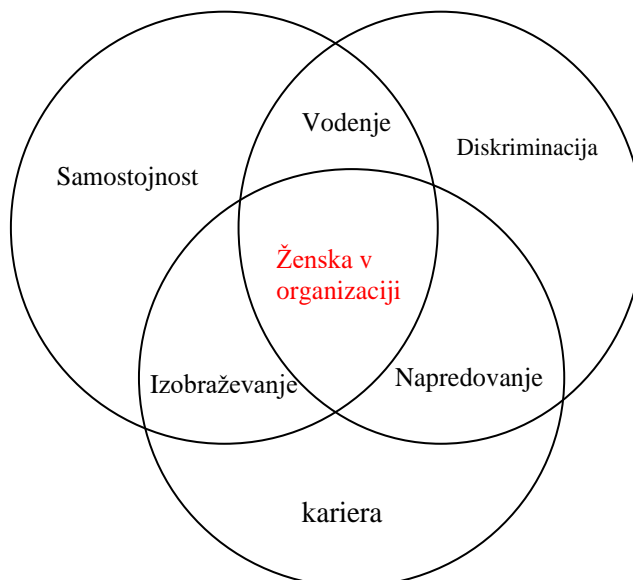 Vodenje
Diskriminacija
Samostojnost
Ženska v
organizaciji
Izobraževanje
Napredovanje
kariera